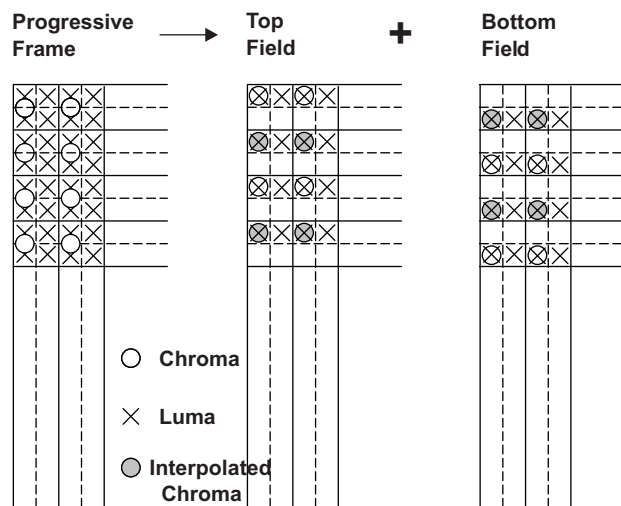 Progressive
Frame
Top
Field
+
Bottom
Field
Chroma
Luma
Interpolated
Chroma